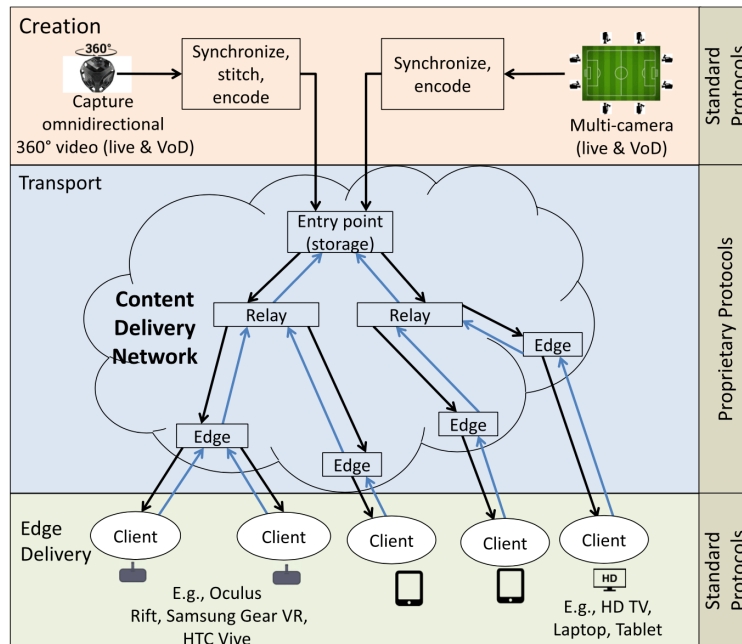 Creation
360°
Synchronize,
stitch,
encode
Synchronize,
encode
Capture
omnidirectional
360° video (live & VoD)
Multi-camera
(live & VoD)
Standard
Protocols
Transport
Entry point
(storage)
Content
Delivery
Network
Relay
Relay
Edge
Edge
Edge
Edge
Proprietary Protocols
Edge
Delivery
Client
Client
Client
Client
Client
HD
E.g., Oculus
Rift, Samsung Gear VR,
HTC Vive
E.g., HD TV,
Laptop, Tablet
Standard
Protocols